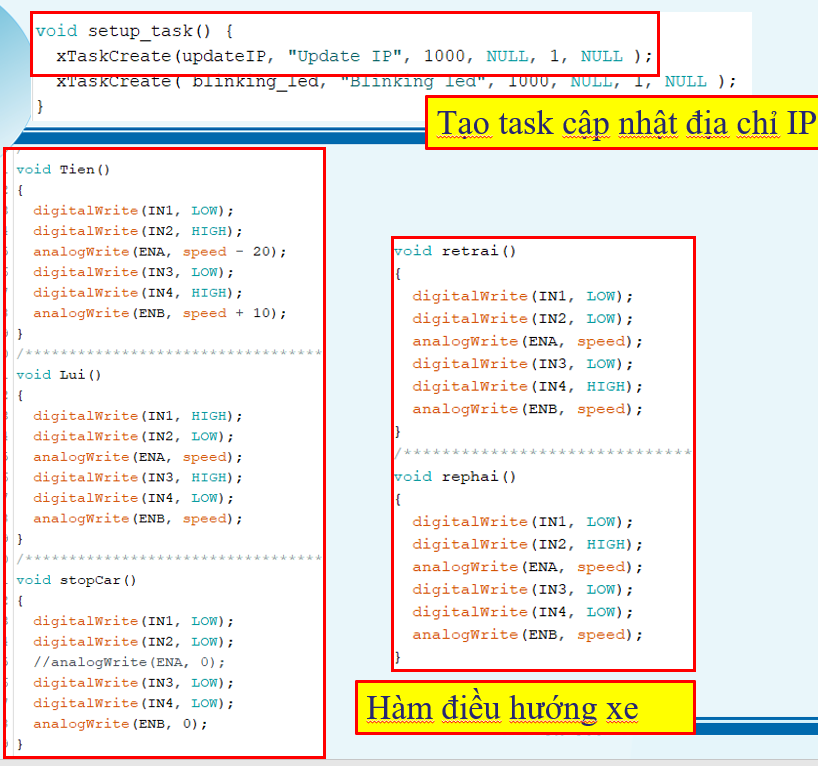 void setup_task() {
xTaskCreate(updateIP, "Update IP", 1000, NULL, 1, NULL );
xTaskCreate( blinking_led, "Blinking led", 1000, NULL, 1, NULL );
}
Tạo task cập nhật địa chỉ IP
void Tien()
{
digitalWrite(IN1, LOW);
digitalWrite(IN2, HIGH);
analogWrite(ENA, speed - 20);
digitalWrite(IN3, LOW);
digitalWrite(IN4, HIGH);
analogWrite(ENB, speed + 10);
}
/**********************************
void Lui()
{
digitalWrite(IN1, HIGH);
digitalWrite(IN2, LOW);
analogWrite(ENA, speed);
digitalWrite(IN3, HIGH);
digitalWrite(IN4, LOW);
analogWrite(ENB, speed);
}
/**********************************
void stopCar()
{
digitalWrite(IN1, LOW);
digitalWrite(IN2, LOW);
//analogWrite(ENA, 0);
digitalWrite(IN3, LOW);
digitalWrite(IN4, LOW);
analogWrite(ENB, 0);
}
void retrai()
{
digitalWrite(IN1, LOW);
digitalWrite(IN2, LOW);
analogWrite(ENA, speed);
digitalWrite(IN3, LOW);
digitalWrite(IN4, HIGH);
analogWrite(ENB, speed);
}
/*******************************
void rephai()
{
digitalWrite(IN1, LOW);
digitalWrite(IN2, HIGH);
analogWrite(ENA, speed);
digitalWrite(IN3, LOW);
digitalWrite(IN4, LOW);
analogWrite(ENB, speed);
}
Hàm điều hướng xe